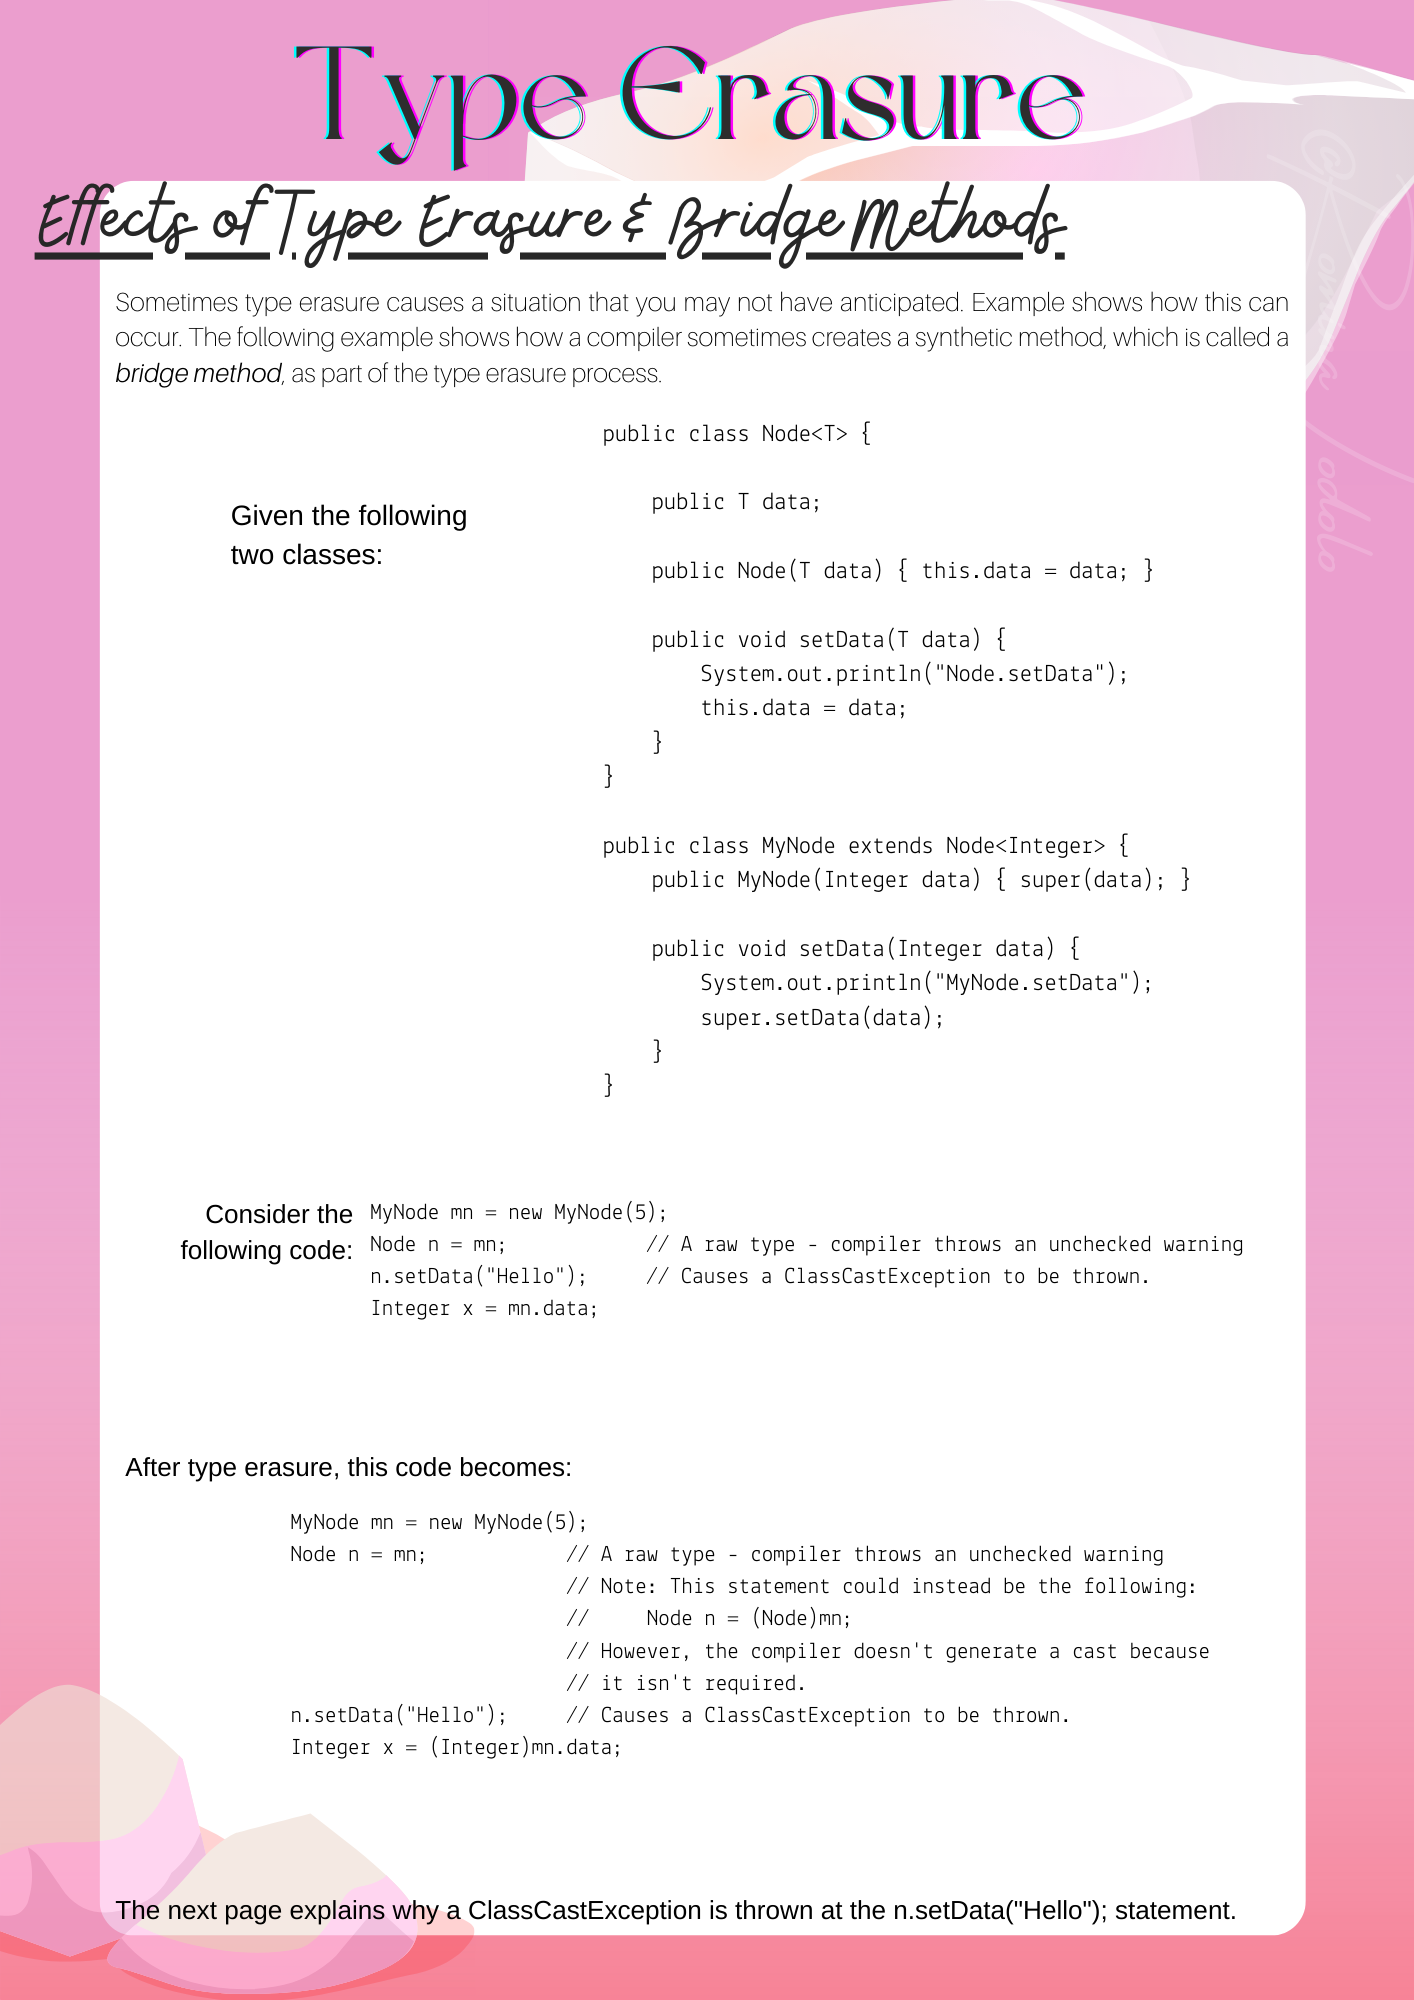 Type Erasure
Effects of Type Erasure & Bridge Methods
Sometimes type erasure causes a situation that you may not have anticipated. Example shows how this can
occur. The following example shows how a compiler sometimes creates a synthetic method, which is called a
bridge method, as part of the type erasure process.
Given the following
two classes:
public class Node<T> {
public T data;
public Node(T data) { this.data = data; }
public void setData(T data) {
System.out.println("Node.setData");
this.data = data;
}
}
public class MyNode extends Node<Integer> {
public MyNode(Integer data) { super(data); }
public void setData(Integer data) {
System.out.println("MyNode.setData");
super.setData(data);
}
}
Consider the
following code:
MyNode mn = new MyNode(5);
Node n = mn; // A raw type - compiler throws an unchecked warning
n.setData("Hello"); // Causes a ClassCastException to be thrown.
Integer x = mn.data;
After type erasure, this code becomes:
MyNode mn = new MyNode(5);
Node n = mn; // A raw type - compiler throws an unchecked warning
// Note: This statement could instead be the following:
// Node n = (Node)mn;
// However, the compiler doesn't generate a cast because
// it isn't required.
n.setData("Hello"); // Causes a ClassCastException to be thrown.
Integer x = (Integer)mn.data;
The next page explains why a ClassCastException is thrown at the n.setData("Hello"); statement.